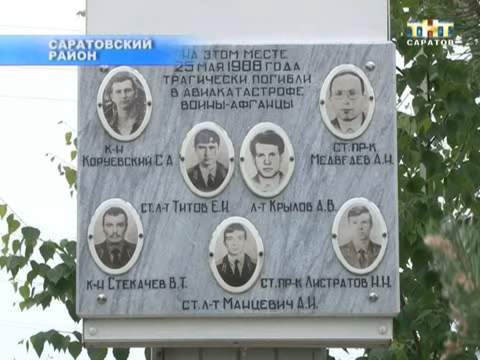 САРАТОВСКИЙ
РАЙОН
ТНТ
САРАТОВ
НА ЭТОМ МЕСТЕ
25 МАЯ 1988 ГОДА
ТРАГИЧЕСКИ ПОГИБЛИ
В АВИАКАТАСТРОФЕ
ВОИНЫ-АФГАНЦЫ
К-Н
КОРУЕВСКИЙ С.А.
СТ. ПР-К
МЕДВЕДЕВ А.Н.
СТ. Л-Т ТИТОВ Е.И.
Л-Т КРЫЛОВ А.В.
К-Н СТЕКАЧЕВ В.Т.
СТ. ПР-К ЛИСТРАТОВ Н.Н.
СТ. Л-Т МАНЦЕВИЧ А.И.